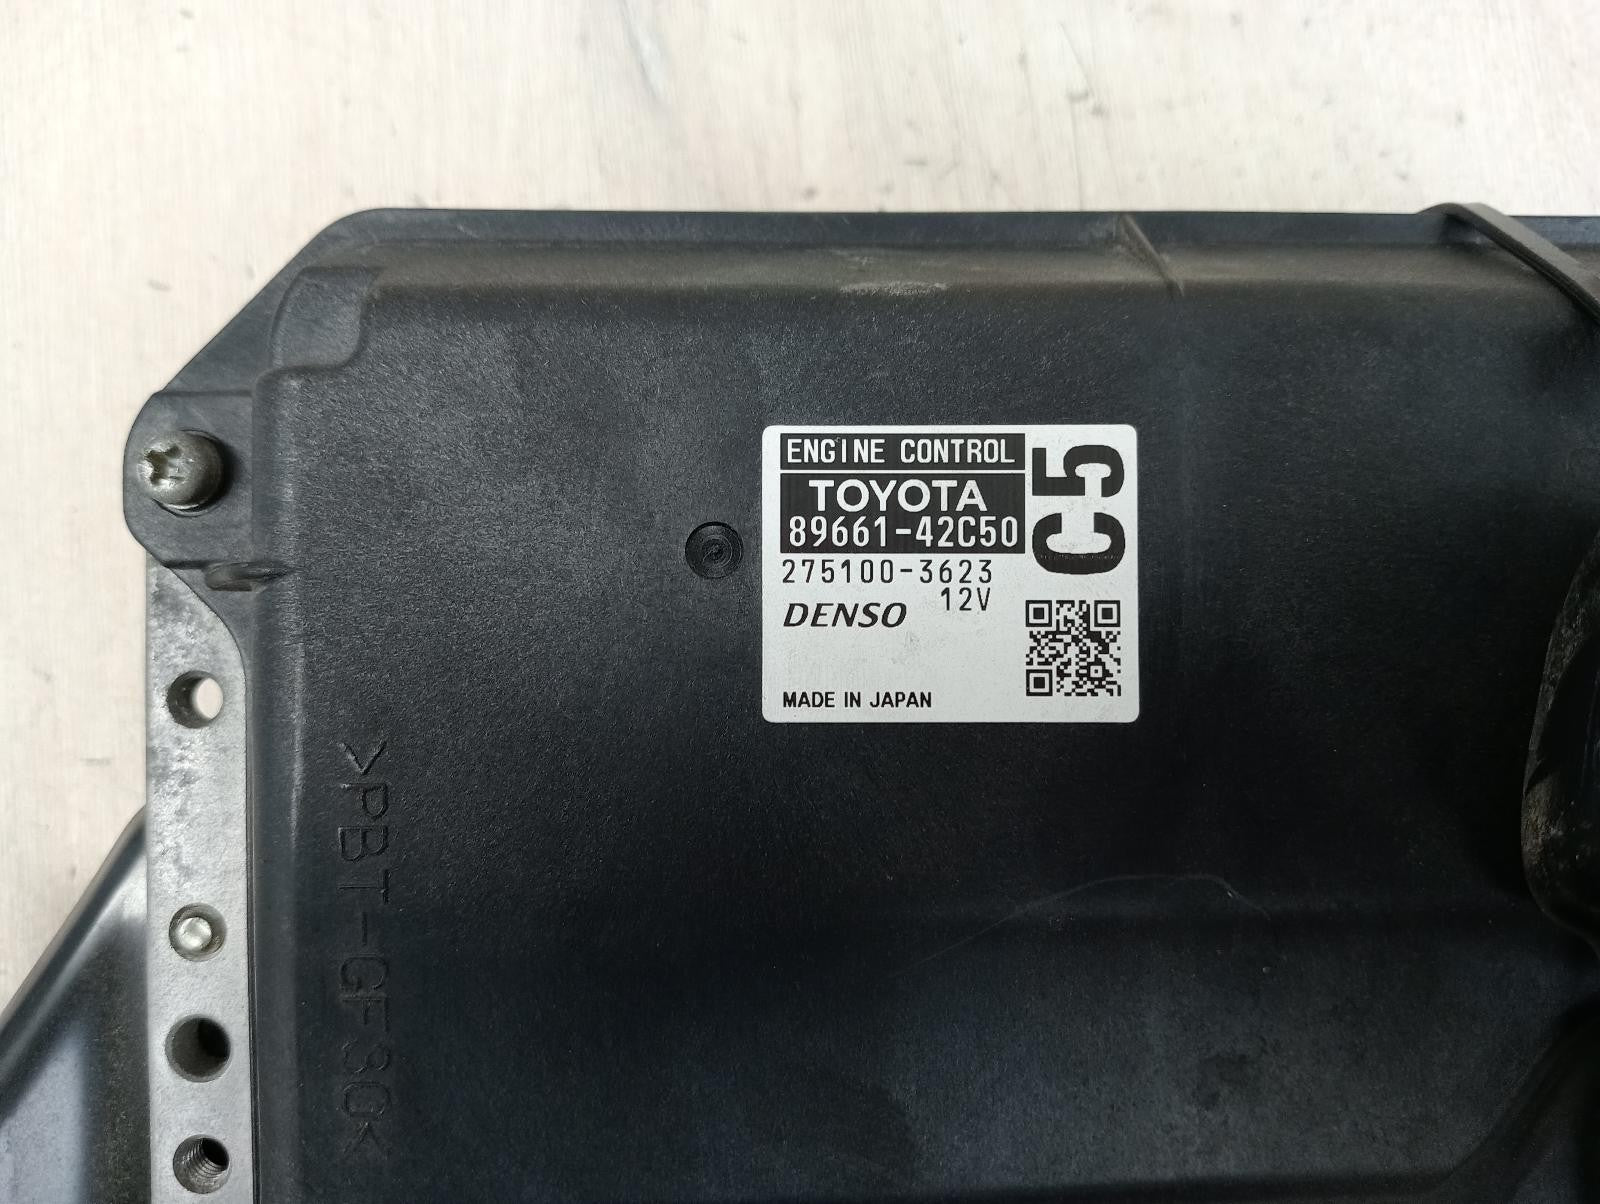 ENGINE CONTROL
TOYOTA
89661-42C50
C5
275100-3623
12V
DENSO
MADE IN JAPAN
>PBT-GF30<